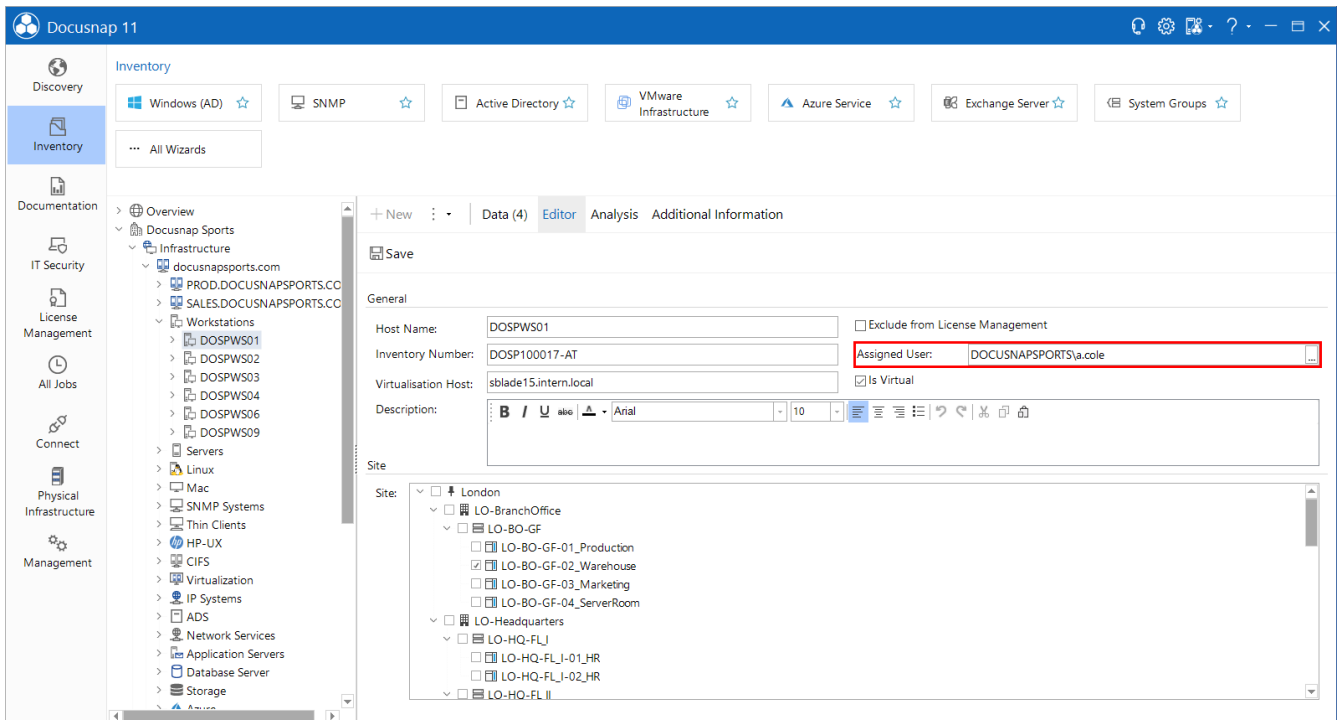 Docusnap 11
Discovery
Inventory
Documentation
IT Security
License
Management
All Jobs
Connect
Physical
Infrastructure
Management
Inventory
Windows (AD)
SNMP
Active Directory
VMware
Infrastructure
Azure Service
Exchange Server
System Groups
All Wizards
Overview
Docusnap Sports
Infrastructure
docusnapsports.com
PROD.DOCUSNAPSPORTS.CO
SALES.DOCUSNAPSPORTS.CO
Workstations
DOSPWS01
DOSPWS02
DOSPWS03
DOSPWS04
DOSPWS06
DOSPWS09
Servers
Linux
Mac
SNMP Systems
Thin Clients
HP-UX
CIFS
Virtualization
IP Systems
ADS
Network Services
Application Servers
Database Server
Storage
Azure
New
Data (4) Editor Analysis Additional Information
Save
General
Host Name: DOSPWS01
Exclude from License Management
Inventory Number: DOSP100017-AT
Assigned User: DOCUSNAPSPORTS\a.cole ...
Virtualisation Host: sblade15.intern.local
Is Virtual
Description: B I U abc A Arial 10
Site
Site: London
LO-BranchOffice
LO-BO-GF
LO-BO-GF-01_Production
LO-BO-GF-02_Warehouse
LO-BO-GF-03_Marketing
LO-BO-GF-04_ServerRoom
LO-Headquarters
LO-HQ-FL_I
LO-HQ-FL_I-01_HR
LO-HQ-FL_I-02_HR
LO-HQ-FL_II